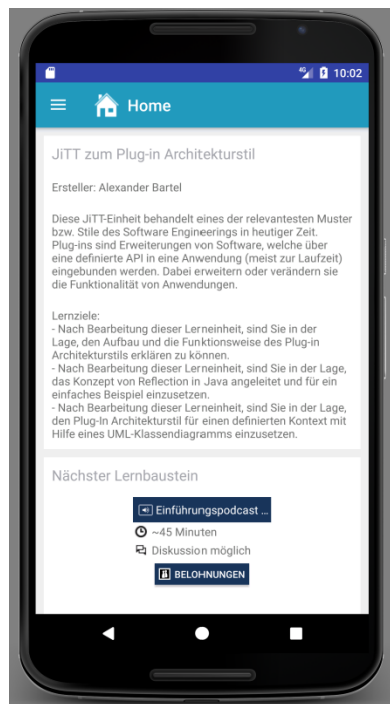 10:02
Home
JiTT zum Plug-in Architekturstil
Ersteller: Alexander Bartel
Diese JiTT-Einheit behandelt eines der relevantesten Muster
bzw. Stile des Software Engineerings in heutiger Zeit.
Plug-ins sind Erweiterungen von Software, welche über
eine definierte API in eine Anwendung (meist zur Laufzeit)
eingebunden werden. Dabei erweitern oder verändern sie
die Funktionalität von Anwendungen.
Lernziele:
- Nach Bearbeitung dieser Lerneinheit, sind Sie in der
Lage, den Aufbau und die Funktionsweise des Plug-in
Architekturstils erklären zu können.
- Nach Bearbeitung dieser Lerneinheit, sind Sie in der Lage,
das Konzept von Reflection in Java angeleitet und für ein
einfaches Beispiel einzusetzen.
- Nach Bearbeitung dieser Lerneinheit, sind Sie in der Lage,
den Plug-In Architekturstil für einen definierten Kontext mit
Hilfe eines UML-Klassendiagramms einzusetzen.
Nächster Lernbaustein
Einführungspodcast ...
~45 Minuten
Diskussion möglich
BELOHNUNGEN